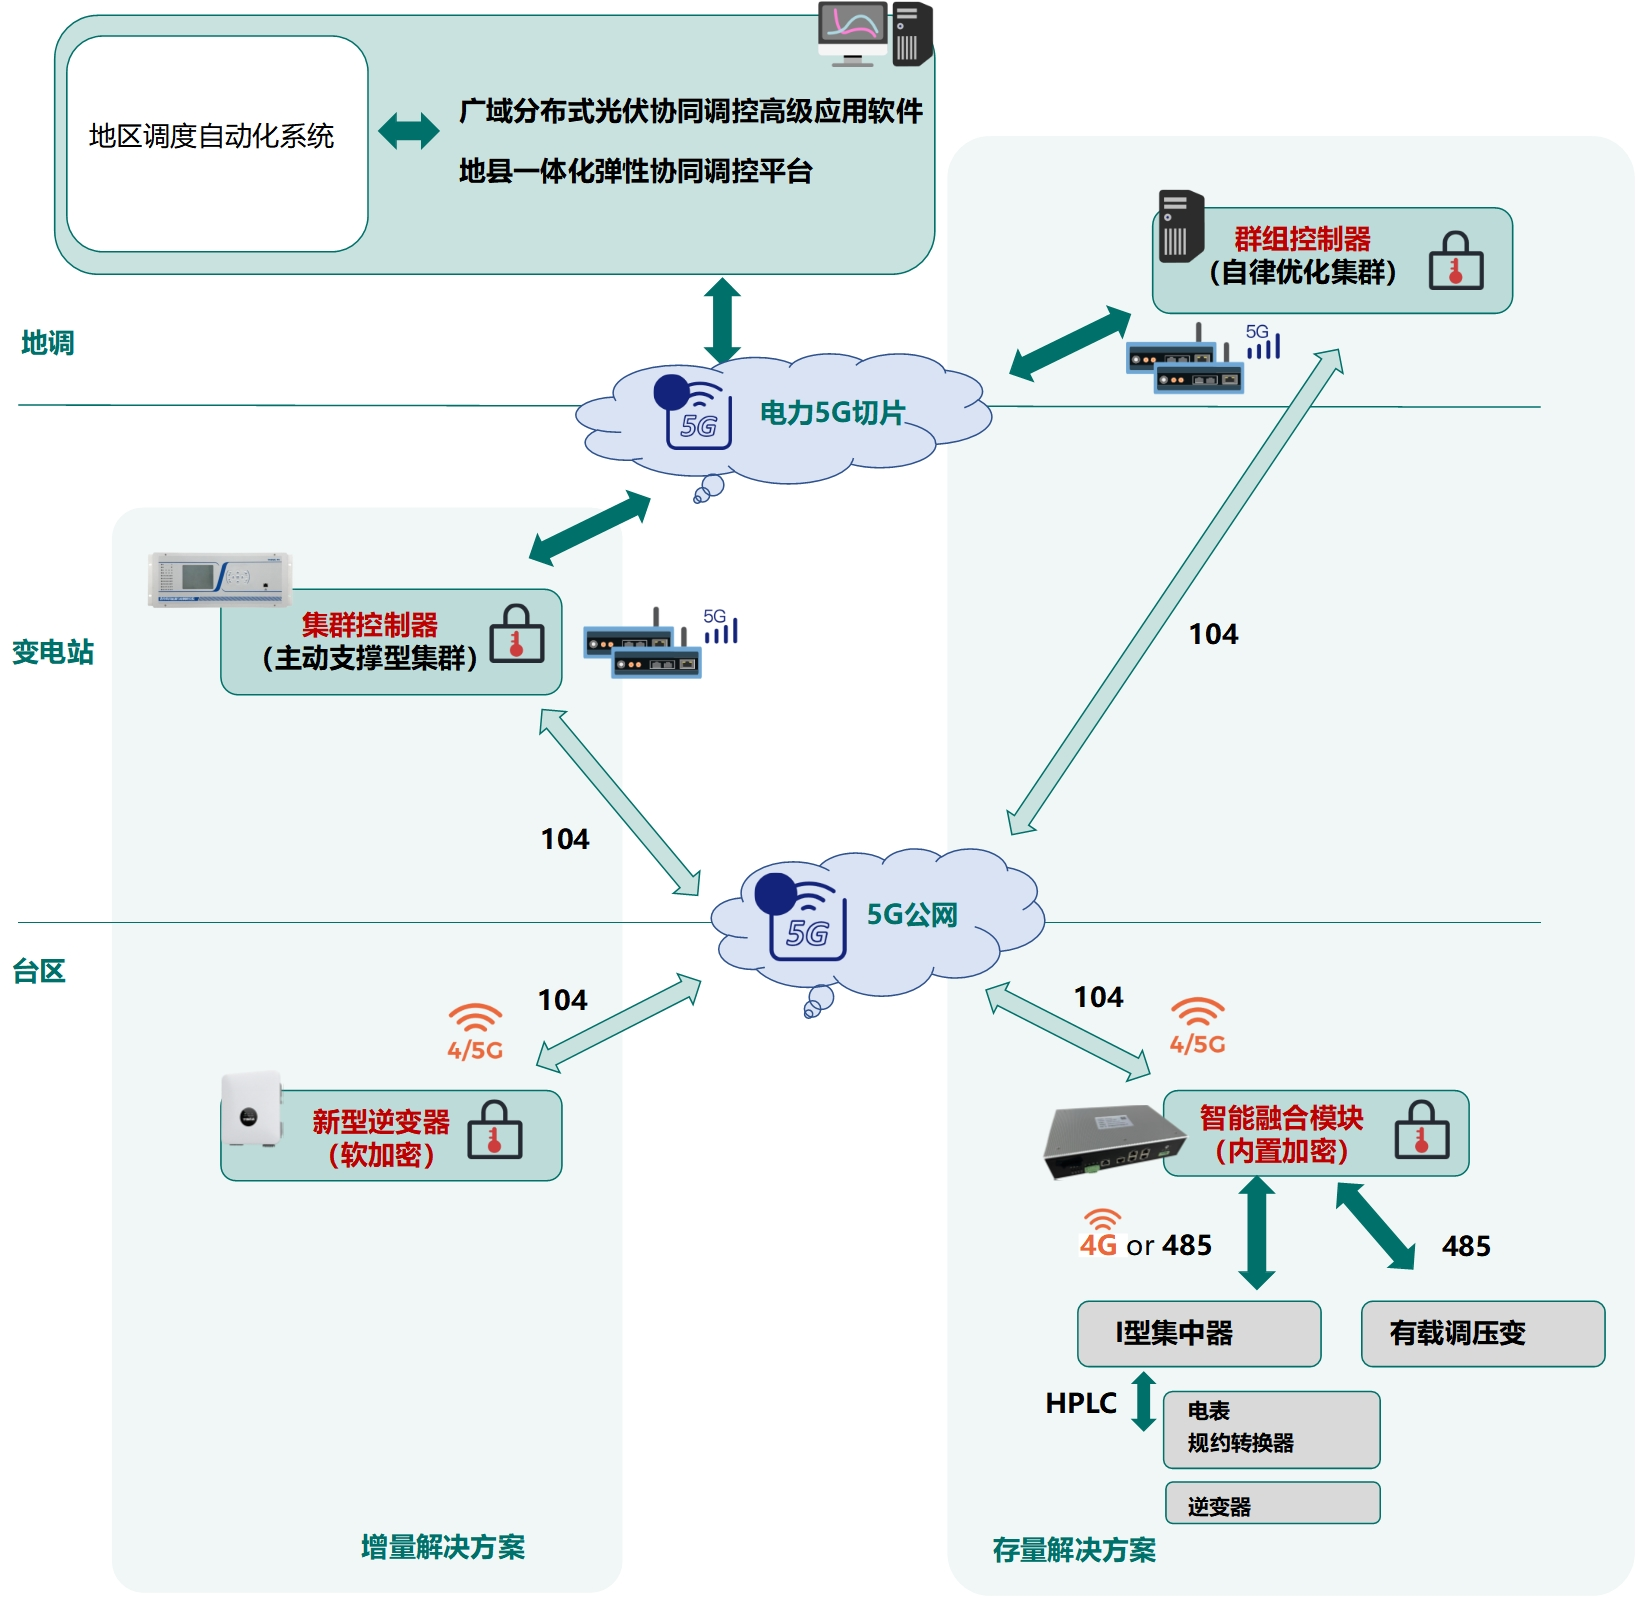 地区调度自动化系统
广域分布式光伏协同调控高级应用软件
地县一体化弹性协同调控平台
群组控制器
（自律优化集群）
5G
地调
5G
电力5G切片
集群控制器
（主动支撑型集群）
5G
变电站
104
104
5G
5G公网
台区
4/5G
104
104
4/5G
新型逆变器
（软加密）
智能融合模块
（内置加密）
4G or 485
485
I型集中器
有载调压变
HPLC
电表
规约转换器
逆变器
增量解决方案
存量解决方案